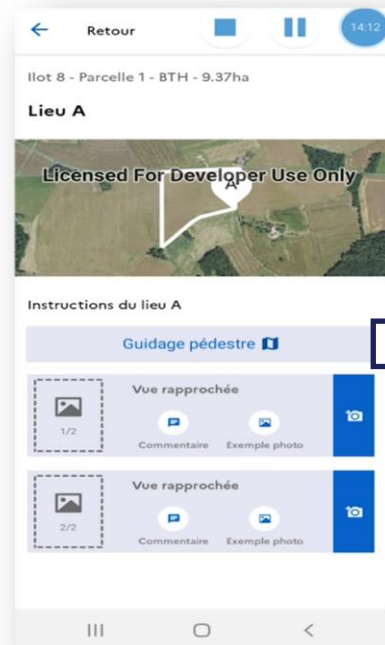 Retour
14:12
Ilot 8 - Parcelle 1 - BTH - 9.37ha
Lieu A
Licensed For Developer Use Only
A
Instructions du lieu A
Guidage pédestre
Vue rapprochée
1/2
Commentaire Exemple photo
Vue rapprochée
2/2
Commentaire Exemple photo